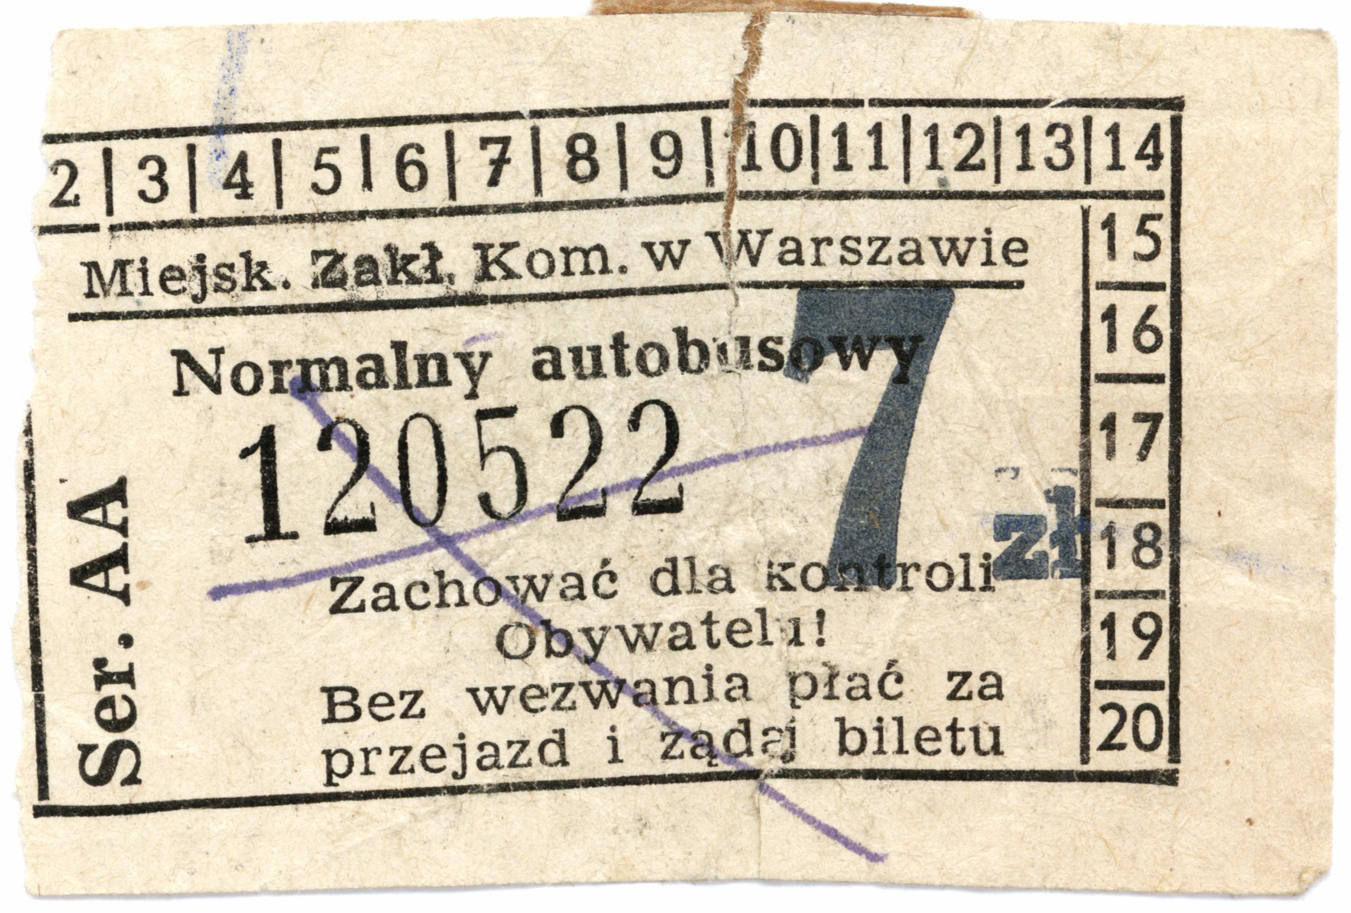 2 3 4 5 6 7 8 9 10 11 12 13 14
Miejsk. Zakł. Kom. w Warszawie
15
16
17
18
19
20
Normalny autobusowy
120522
7 zł
Ser. AA
Zachować dla kontroli
Obywatelu!
Bez wezwania płać za
przejazd i żądaj biletu